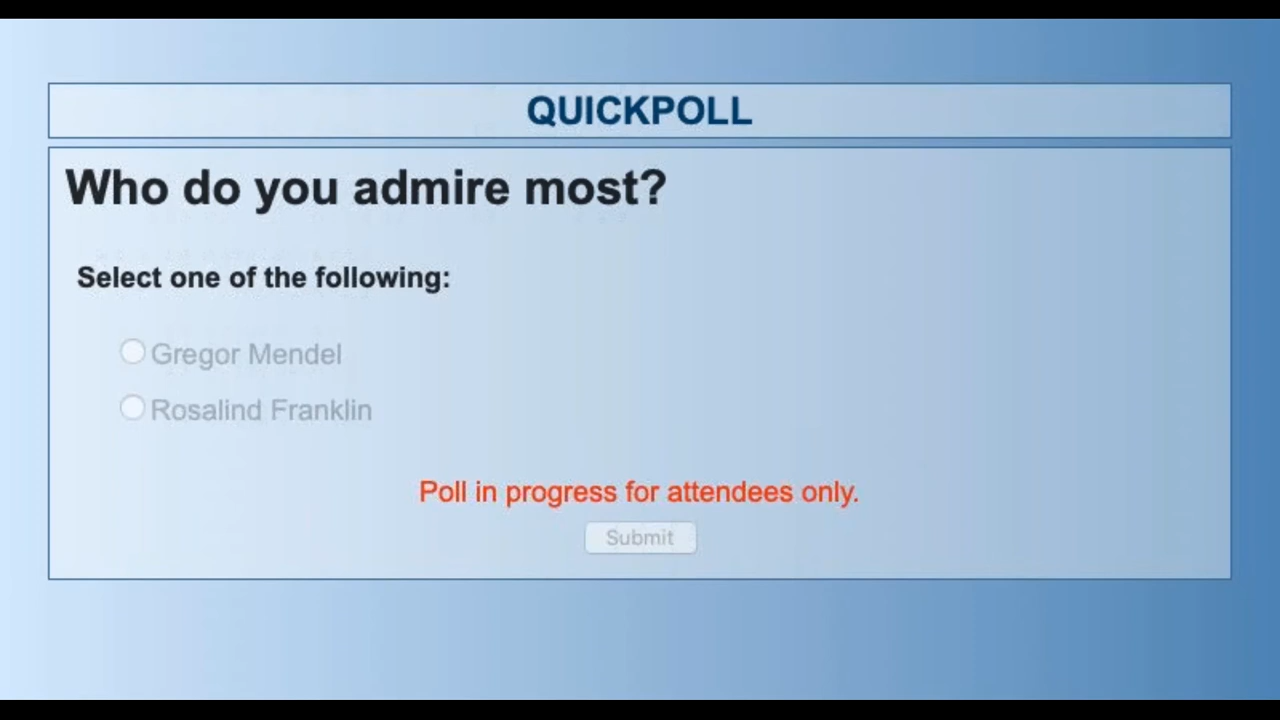 QUICKPOLL
Who do you admire most?
Select one of the following:
Gregor Mendel
Rosalind Franklin
Poll in progress for attendees only.
Submit